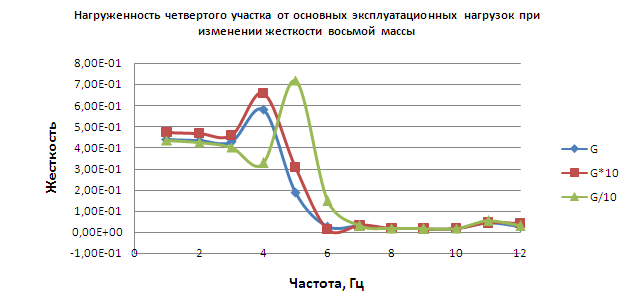 Нагруженность четвертого участка от основных эксплуатационных нагрузок при
изменении жесткости восьмой массы
8,00E-01
7,00E-01
6,00E-01
5,00E-01
4,00E-01
3,00E-01
2,00E-01
1,00E-01
0,00E+00
-1,00E-01
Жесткость
0 2 4 6 8 10 12
Частота, Гц
G
G*10
G/10